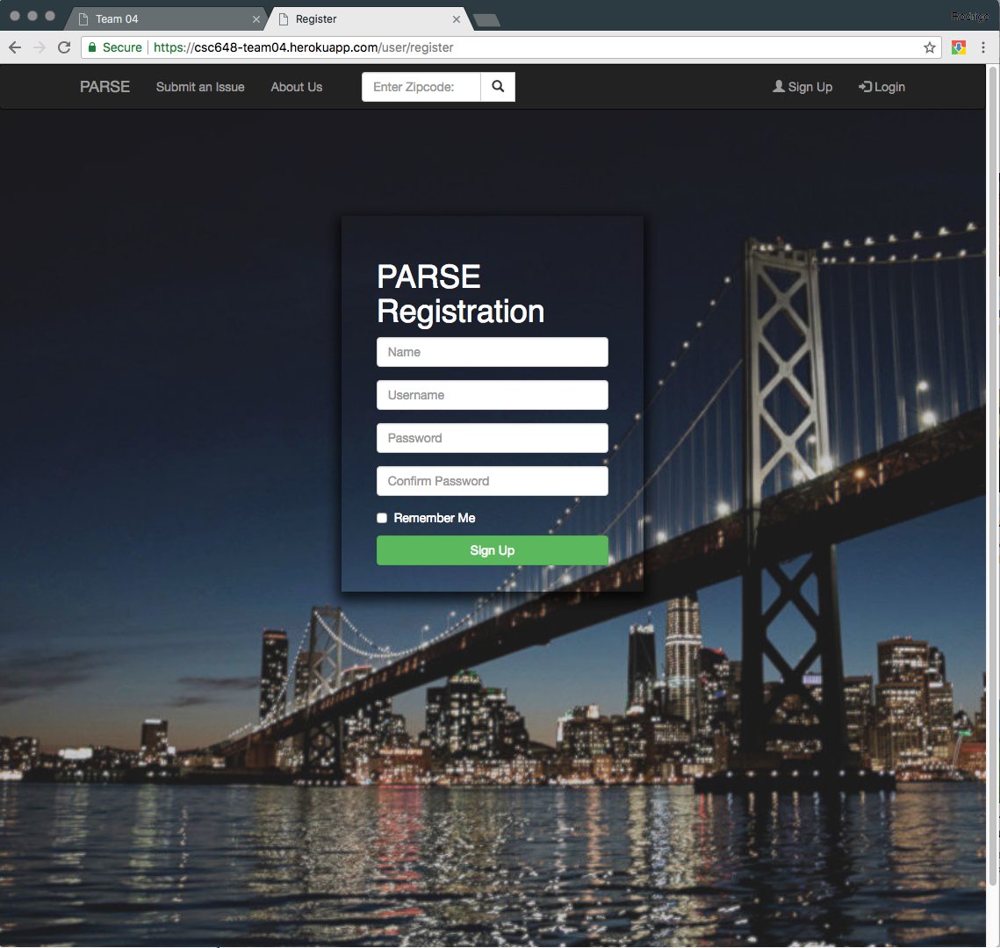 Team 04
Register
Rodrigo
Secure https://csc648-team04.herokuapp.com/user/register
PARSE Submit an Issue About Us Enter Zipcode: Sign Up Login
PARSE
Registration
Name
Username
Password
Confirm Password
Remember Me
Sign Up